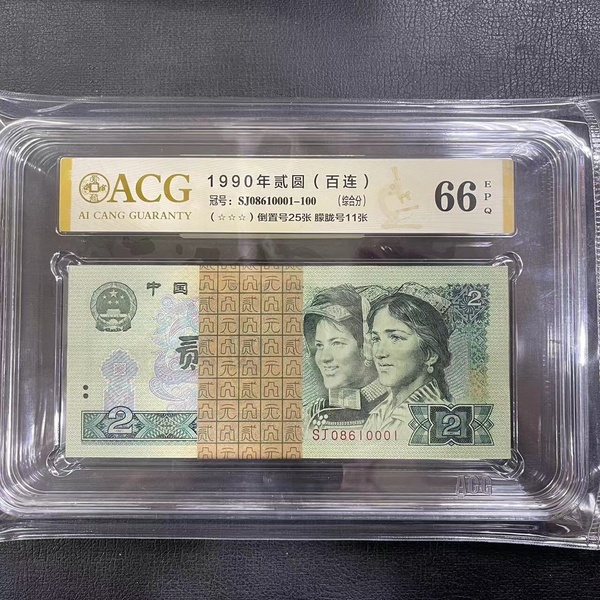 ACG
AI CANG GUARANTY
1990年贰圆（百连）
冠号: SJ08610001-100 （综合分）
（☆☆☆）倒置号25张 朦胧号11张
66
EPQ
中国
贰
2
2
2
SJ08610001
ACG